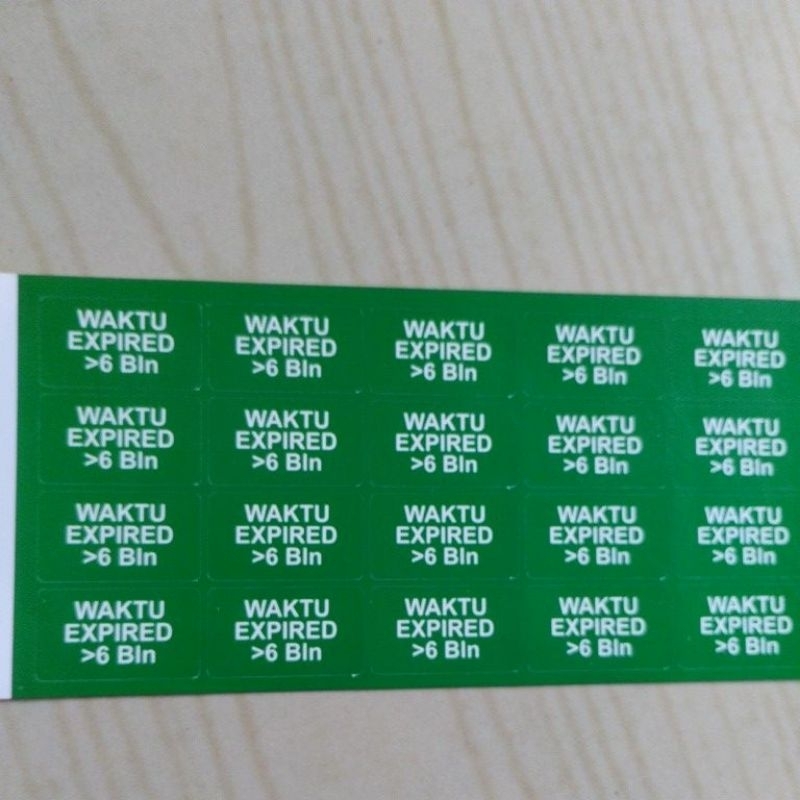 WAKTU
EXPIRED
>6 Bln
WAKTU
EXPIRED
>6 Bln
WAKTU
EXPIRED
>6 Bln
WAKTU
EXPIRED
>6 Bln
WAKTU
EXPIRED
>6 Bln
WAKTU
EXPIRED
>6 Bln
WAKTU
EXPIRED
>6 Bln
WAKTU
EXPIRED
>6 Bln
WAKTU
EXPIRED
>6 Bln
WAKTU
EXPIRED
>6 Bln
WAKTU
EXPIRED
>6 Bln
WAKTU
EXPIRED
>6 Bln
WAKTU
EXPIRED
>6 Bln
WAKTU
EXPIRED
>6 Bln
WAKTU
EXPIRED
>6 Bln
WAKTU
EXPIRED
>6 Bln
WAKTU
EXPIRED
>6 Bln
WAKTU
EXPIRED
>6 Bln
WAKTU
EXPIRED
>6 Bln
WAKTU
EXPIRED
>6 Bln